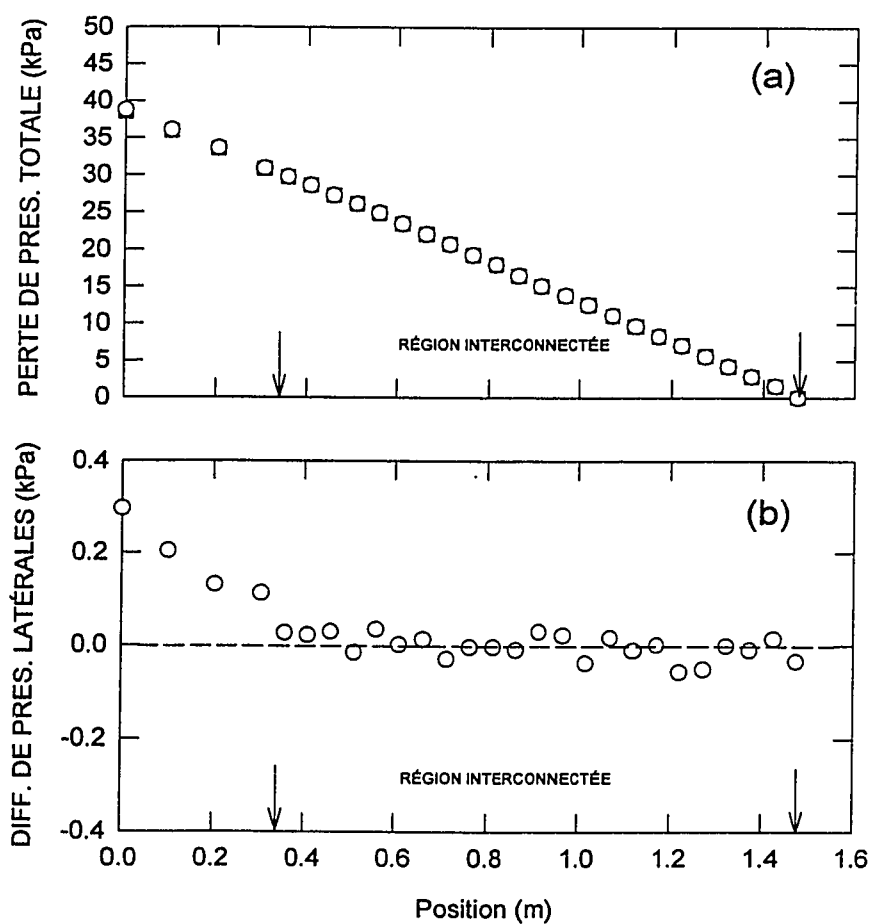 PERTE DE PRES. TOTALE (kPa)
50
45
40
35
30
25
20
15
10
5
0
(a)
RÉGION INTERCONNECTÉE
DIFF. DE PRES. LATÉRALES (kPa)
0.4
0.2
0.0
-0.2
-0.4
(b)
RÉGION INTERCONNECTÉE
0.0 0.2 0.4 0.6 0.8 1.0 1.2 1.4 1.6
Position (m)